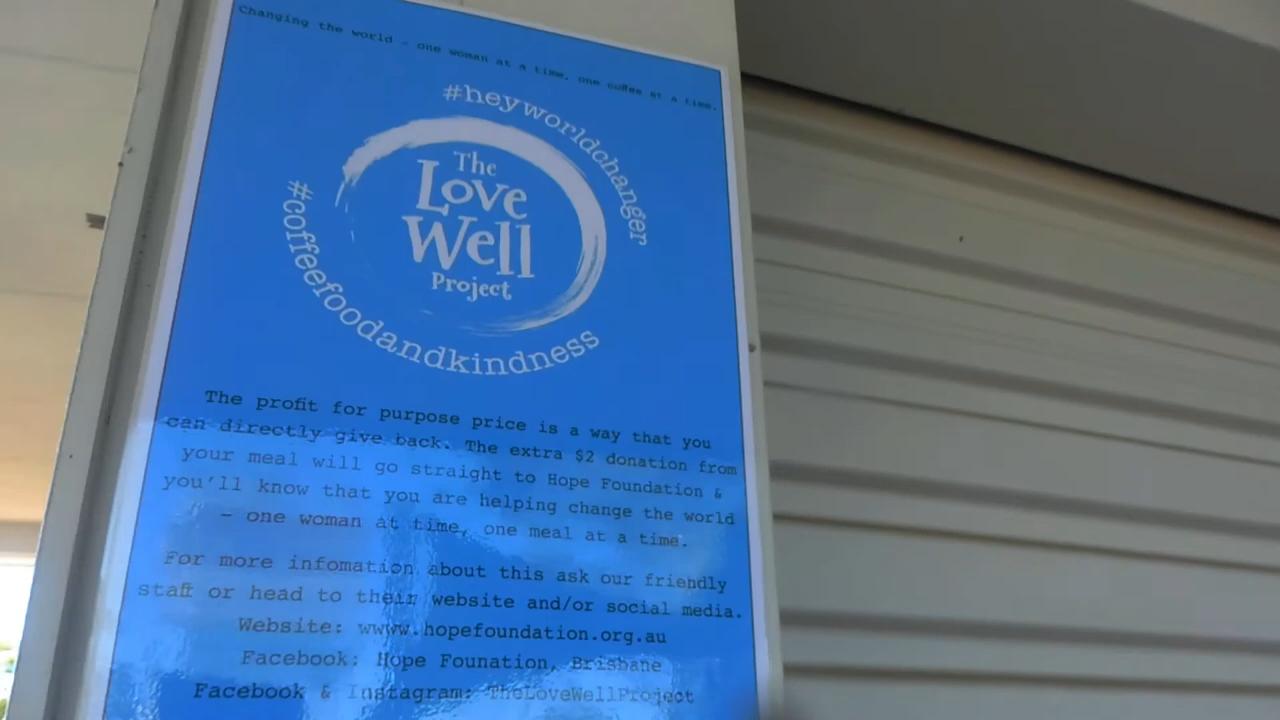 Changing the world - one woman at a time, one coffee at a time.
#heyworldchanger
The
Love
Well
Project
#coffeefoodandkindness
The profit for purpose price is a way that you
can directly give back. The extra $2 donation from
your meal will go straight to Hope Foundation &
you'll know that you are helping change the world
- one woman at time, one meal at a time.
For more infomation about this ask our friendly
staff or head to their website and/or social media.
Website: www.hopefoundation.org.au
Facebook: Hope Founation, Brisbane
Facebook & Instagram: TheLoveWellProject